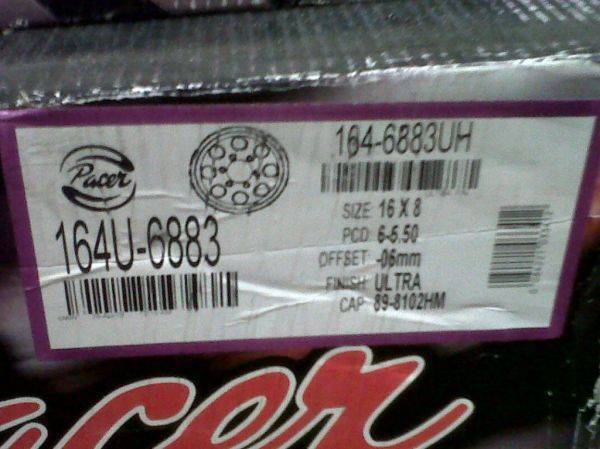 Pacer
164U-6883
164-6883UH
SIZE: 16 X 8
PCD: 6-5.50
OFFSET: -06mm
FINISH: ULTRA
CAP: 89-8102HM
acer